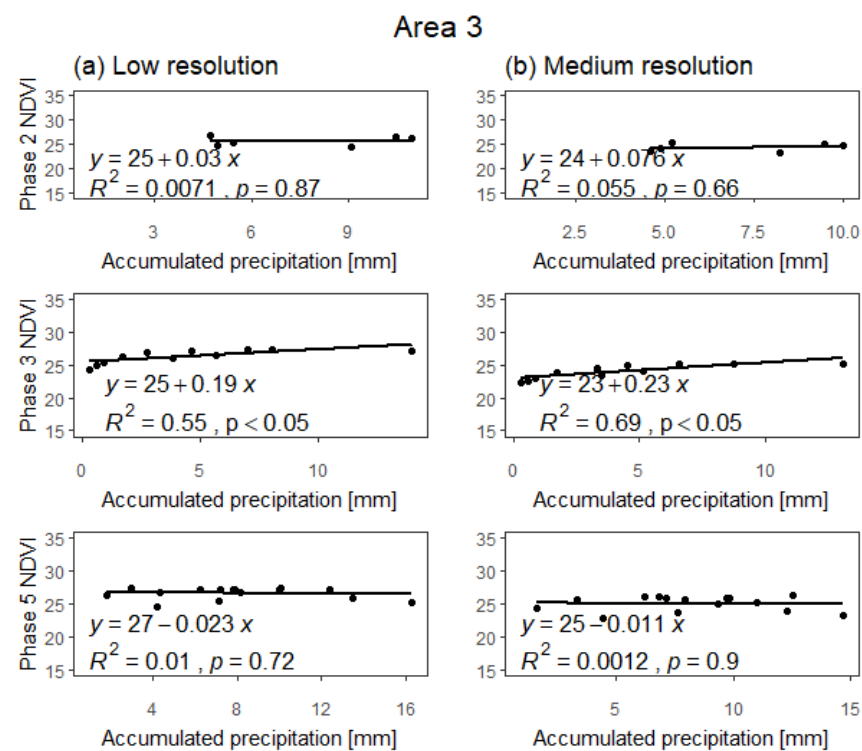 Area 3
(a) Low resolution
(b) Medium resolution
Phase 2 NDVI
35
30
25
20
15
y = 25 + 0.03 x
R² = 0.0071 , p = 0.87
3 9
Accumulated precipitation [mm]
35
30
25
20
15
y = 24 + 0.076 x
R² = 0.055 , p = 0.66
2.5 5.0 10.0
Accumulated precipitation [mm]
Phase 3 NDVI
35
30
25
20
15
y = 25 + 0.19 x
R² = 0.55 , p < 0.05
0 5 10
Accumulated precipitation [mm]
35
30
25
20
15
y = 23 + 0.23 x
R² = 0.69 , p < 0.05
0 5 10
Accumulated precipitation [mm]
Phase 5 NDVI
35
30
25
20
15
y = 27 – 0.023 x
R² = 0.01 , p = 0.72
4 8 12 16
Accumulated precipitation [mm]
35
30
25
20
15
y = 25 – 0.011 x
R² = 0.0012 , p = 0.9
5 10 15
Accumulated precipitation [mm]